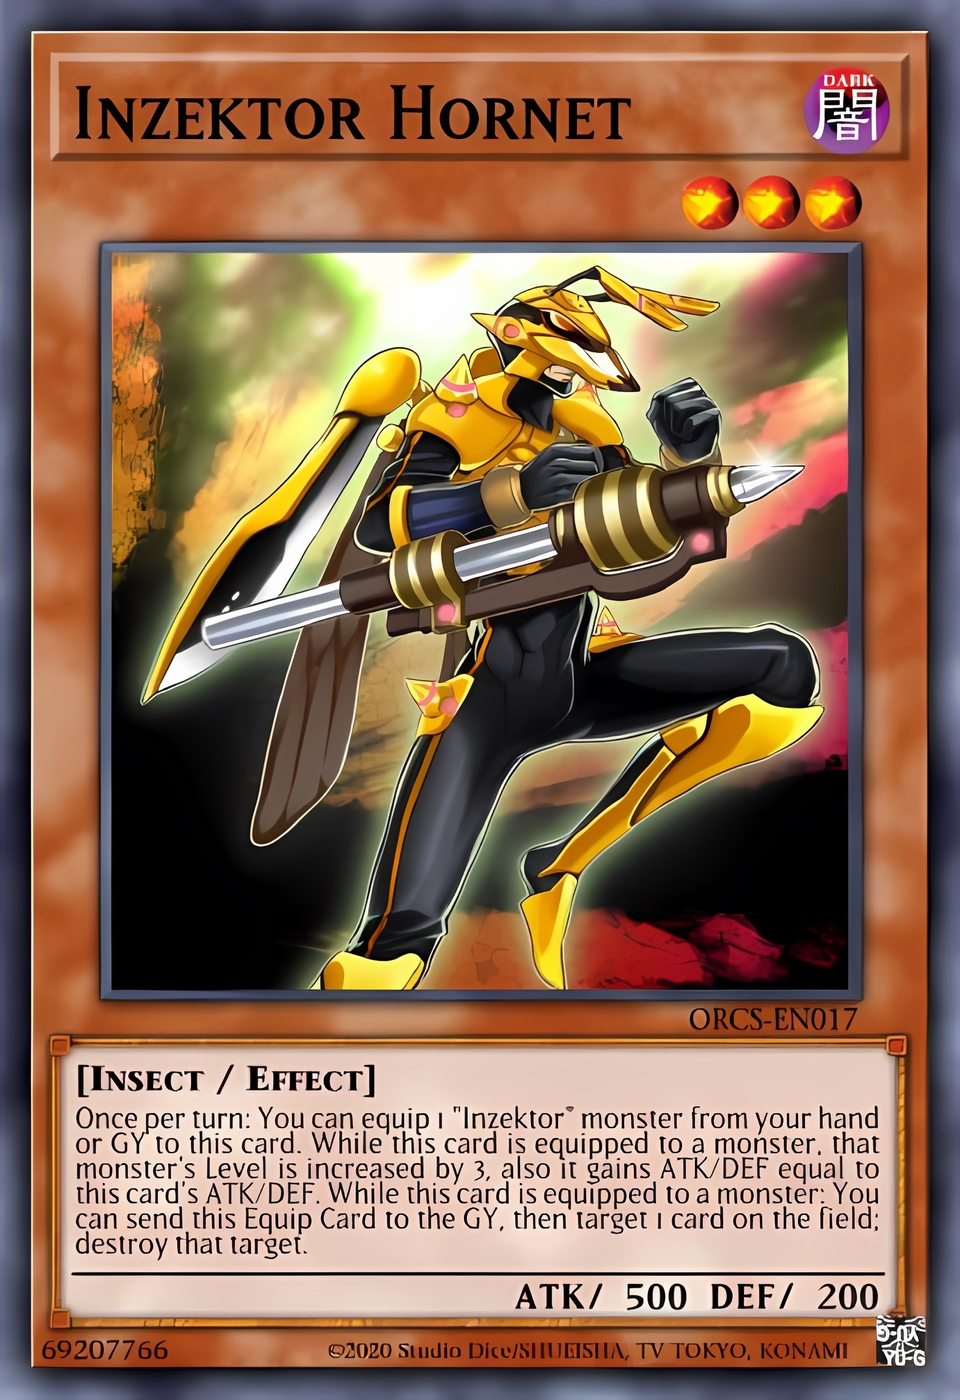 INZEKTOR HORNET
DARK
闇
ORCS-EN017
[INSECT / EFFECT]
Once per turn: You can equip 1 "Inzektor" monster from your hand
or GY to this card. While this card is equipped to a monster, that
monster's Level is increased by 3, also it gains ATK/DEF equal to
this card's ATK/DEF. While this card is equipped to a monster: You
can send this Equip Card to the GY, then target 1 card on the field;
destroy that target.
ATK/ 500 DEF/ 200
69207766
©2020 Studio Dice/SHUEISHA, TV TOKYO, KONAMI